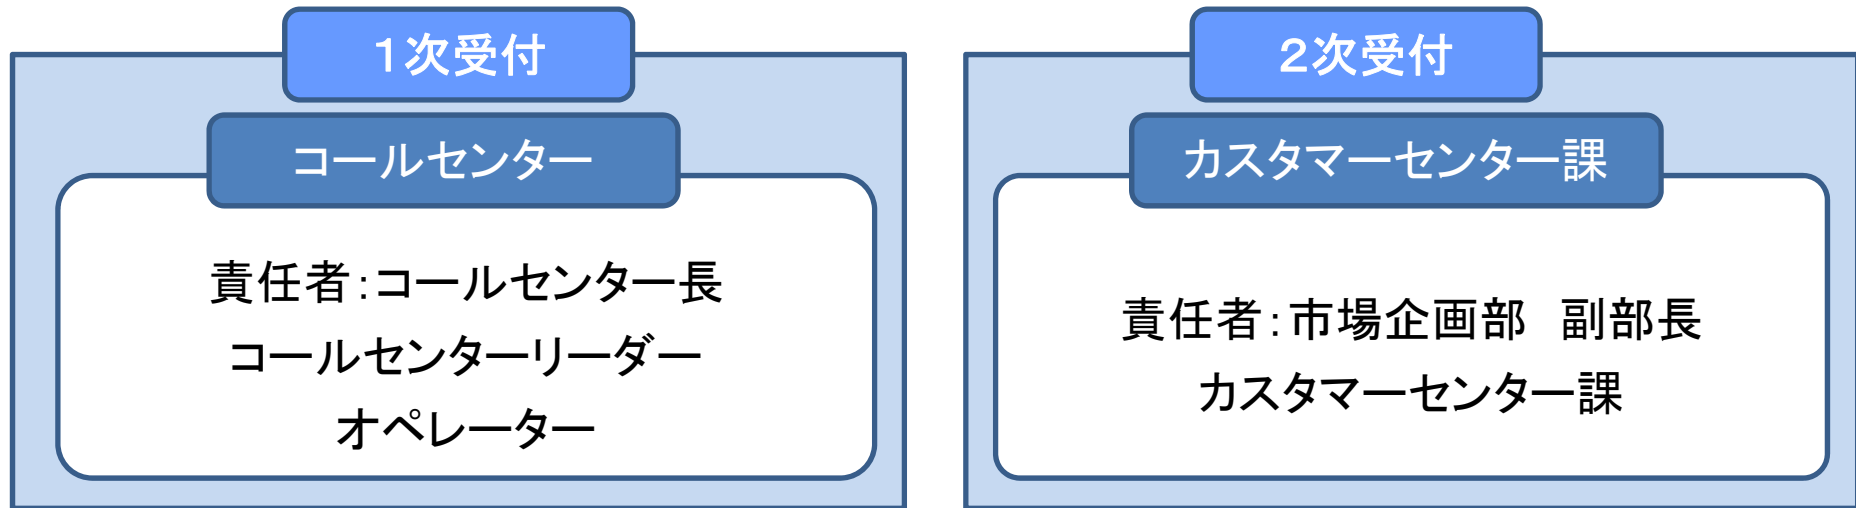 １次受付
コールセンター
責任者：コールセンター長
コールセンターリーダー
オペレーター
２次受付
カスタマーセンター課
責任者：市場企画部　副部長
カスタマーセンター課